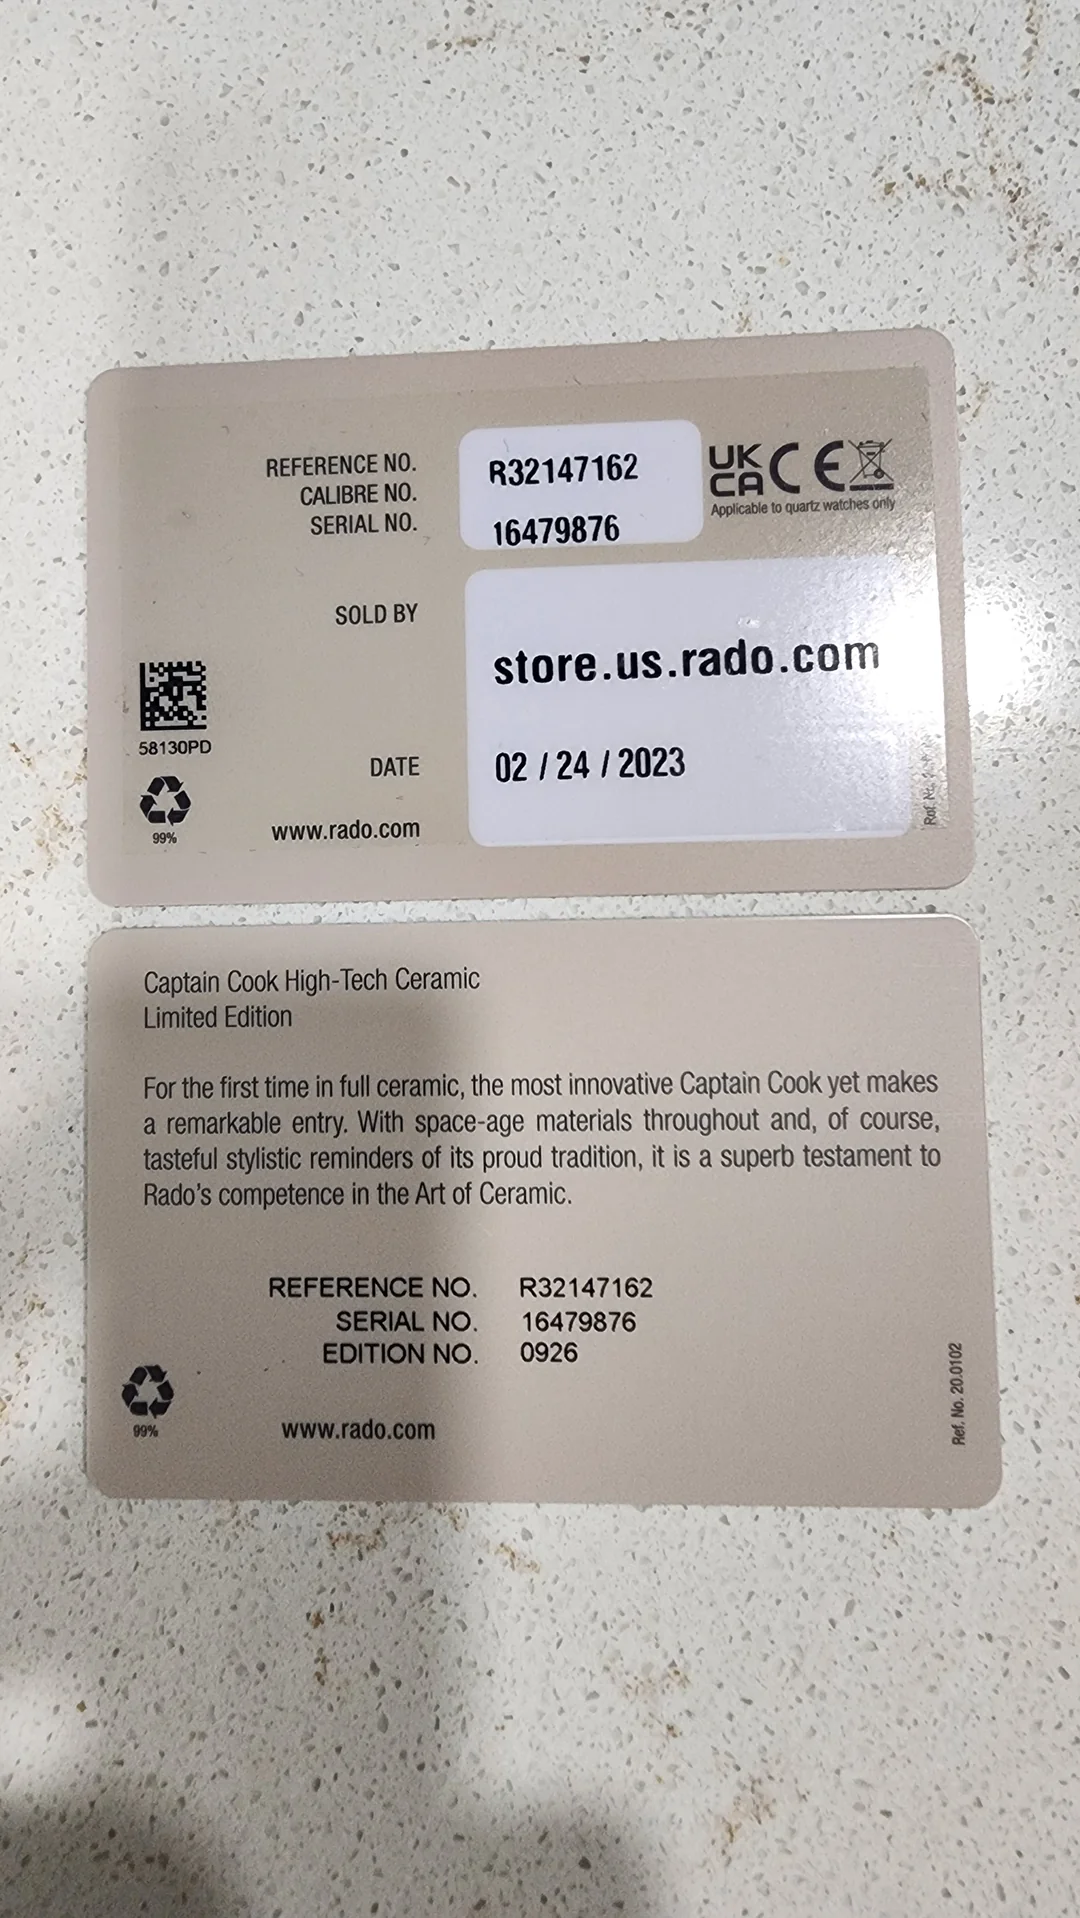 REFERENCE NO. R32147162
CALIBRE NO.
SERIAL NO. 16479876
UK CA CE
Applicable to quartz watches only
SOLD BY store.us.rado.com
58130PD
DATE 02 / 24 / 2023
99%
www.rado.com
Ref. No.
Captain Cook High-Tech Ceramic
Limited Edition
For the first time in full ceramic, the most innovative Captain Cook yet makes
a remarkable entry. With space-age materials throughout and, of course,
tasteful stylistic reminders of its proud tradition, it is a superb testament to
Rado's competence in the Art of Ceramic.
REFERENCE NO. R32147162
SERIAL NO. 16479876
EDITION NO. 0926
99%
www.rado.com
Ref. No. 20.0102